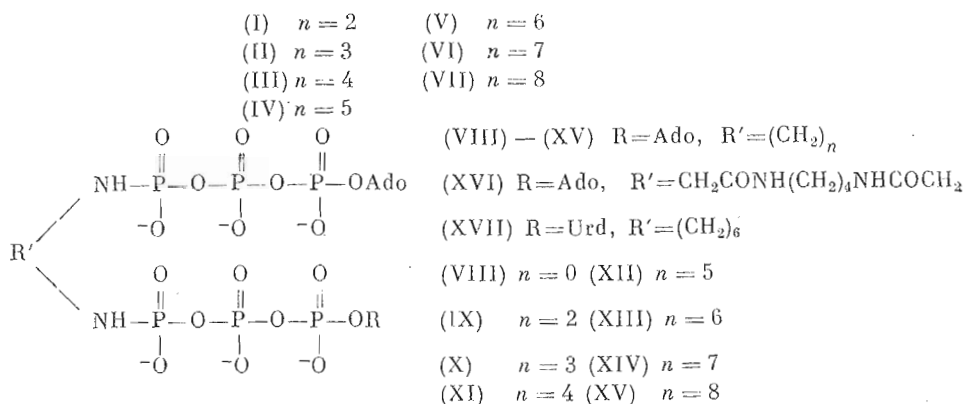 (I) n = 2 (V) n = 6
(II) n = 3 (VI) n = 7
(III) n = 4 (VII) n = 8
(IV) n = 5
O O O (VIII) — (XV) R=Ado, R′=(CH₂)ₙ
NH—P—O—P—O—P—OAdo (XVI) R=Ado, R′=CH₂CONH(CH₂)₄NHCOCH₂
⁻O ⁻O ⁻O (XVII) R=Urd, R′=(CH₂)₆
R′
O O O (VIII) n = 0 (XII) n = 5
NH—P—O—P—O—P—OR (IX) n = 2 (XIII) n = 6
⁻O ⁻O ⁻O
(X) n = 3 (XIV) n = 7
(XI) n = 4 (XV) n = 8